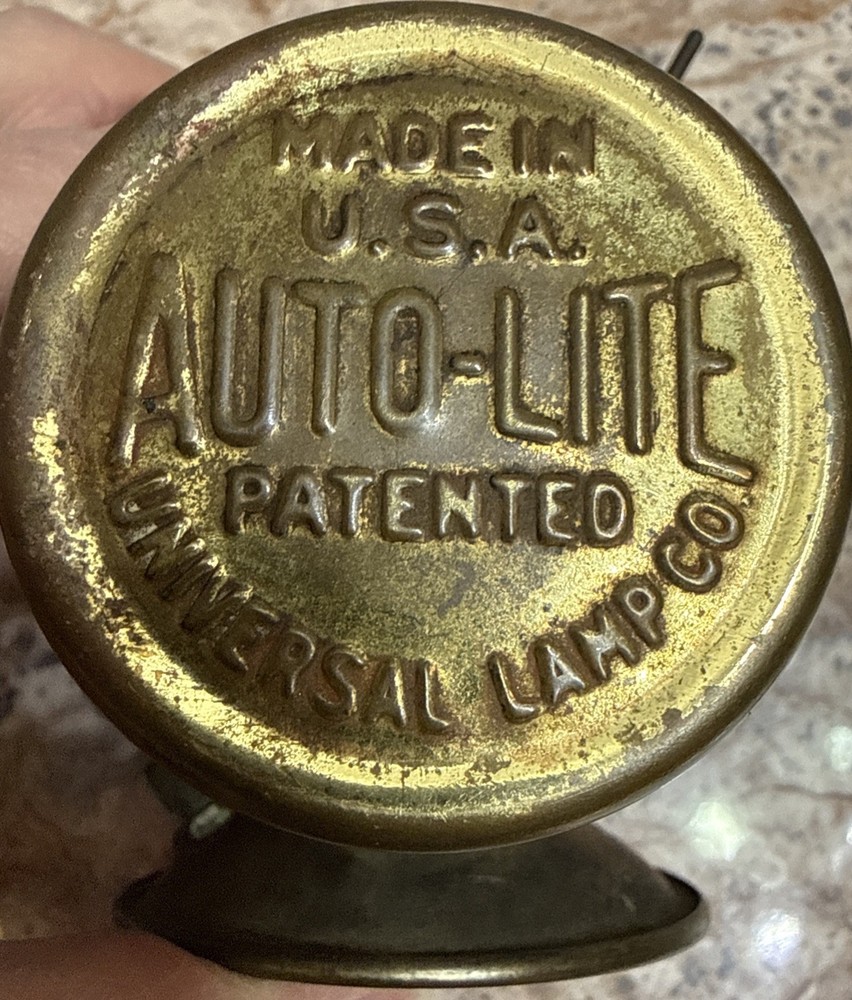 MADE IN
U.S.A.
AUTO-LITE
PATENTED
UNIVERSAL LAMP CO.